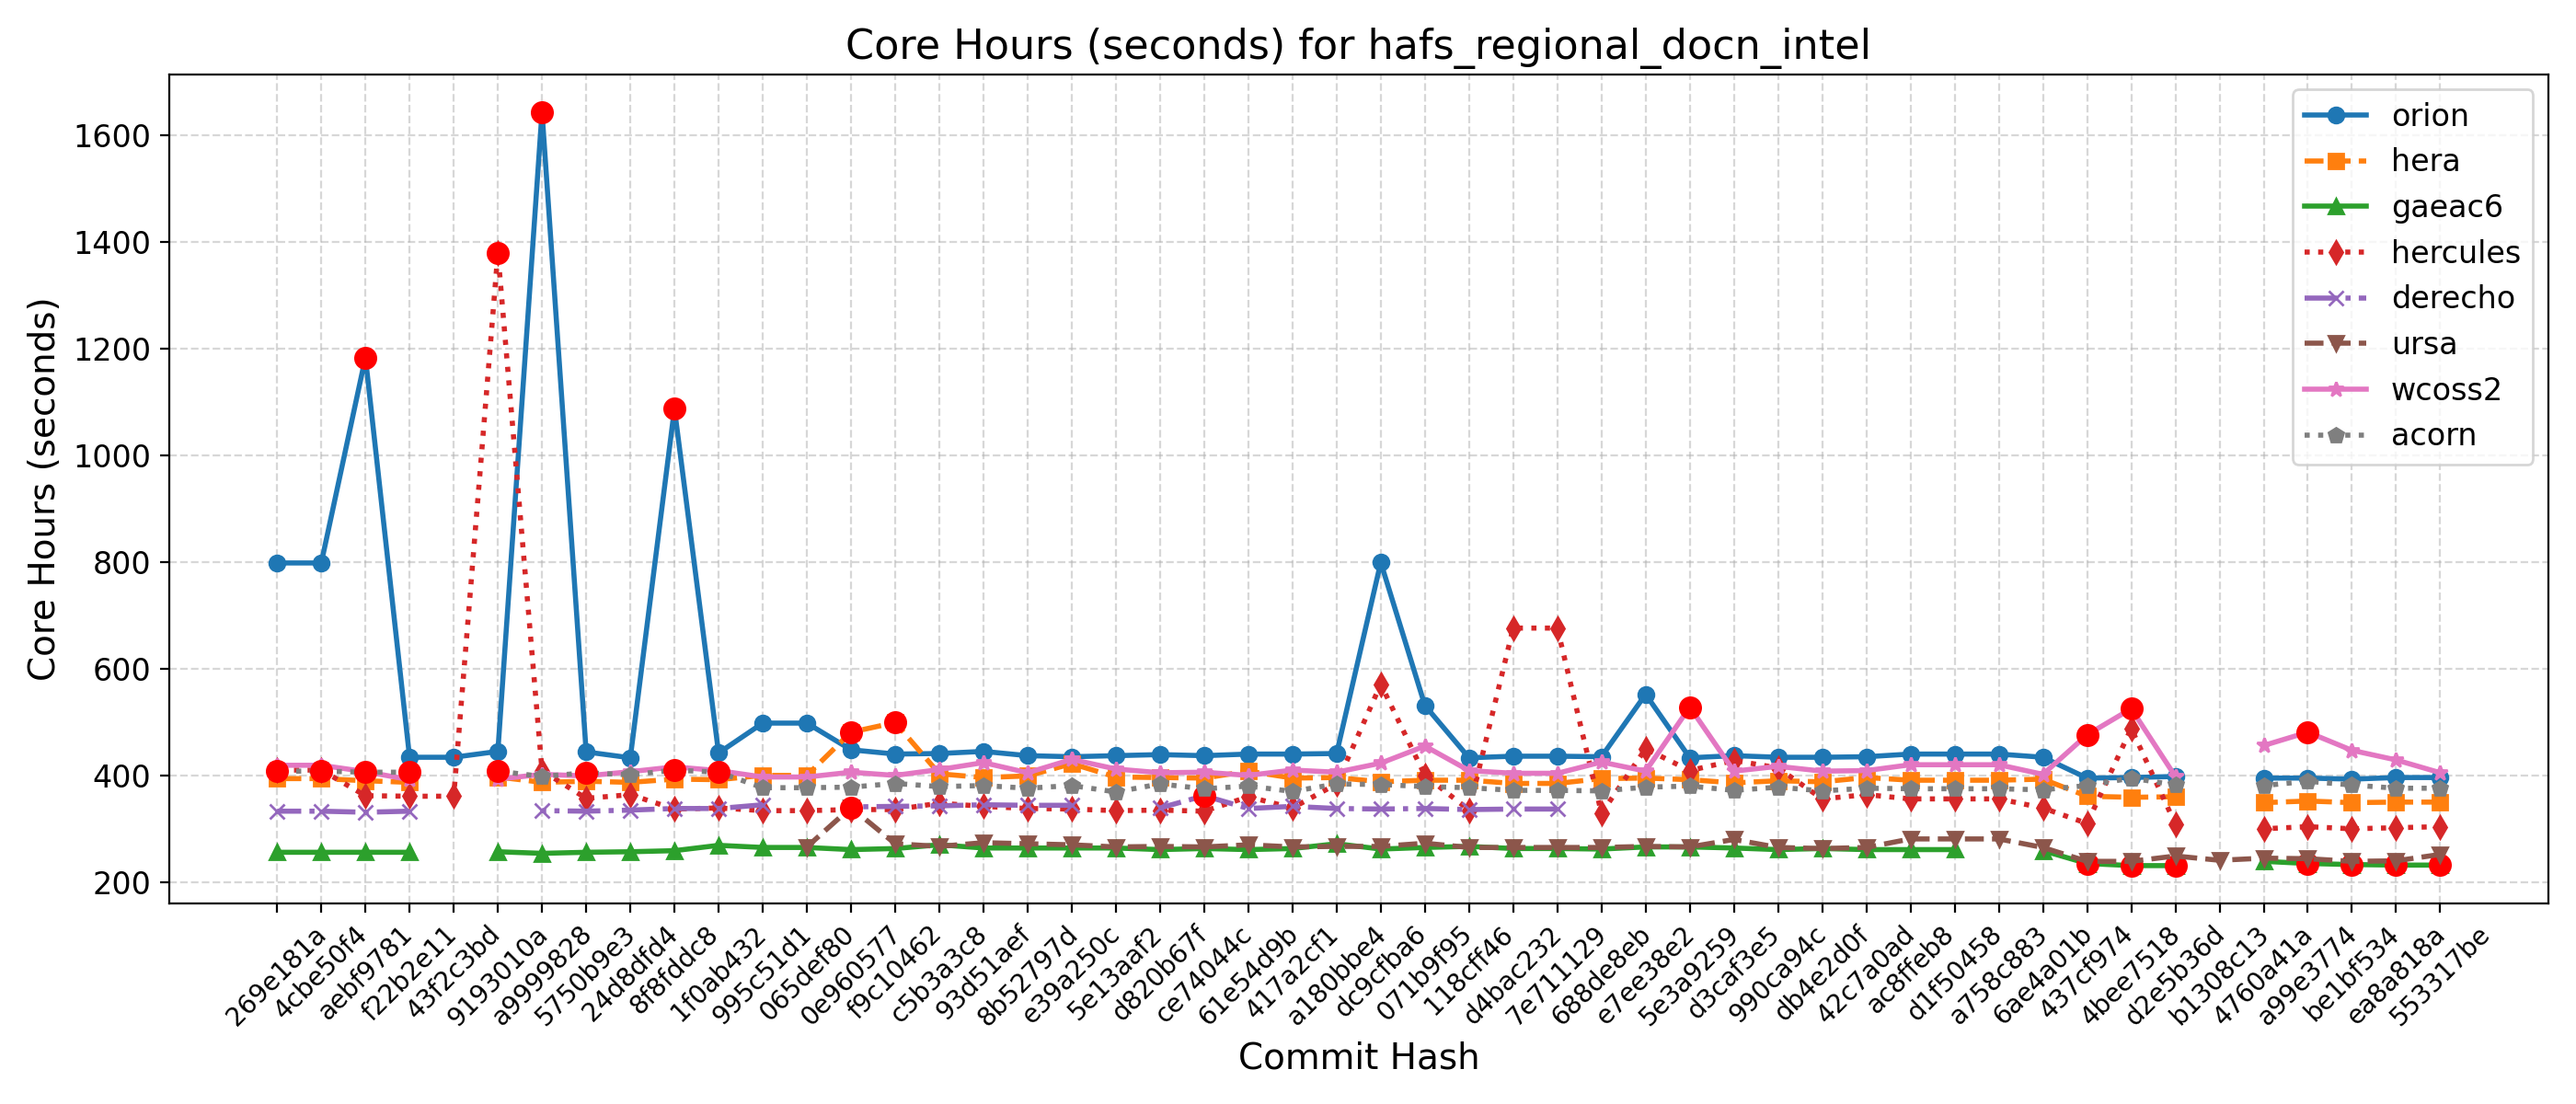 Core Hours (seconds) for hafs_regional_docn_intel
Core Hours (seconds)
1600
1400
1200
1000
800
600
400
200
orion
hera
gaeac6
hercules
derecho
ursa
wcoss2
acorn
269e181a
4cbe50f4
aebf9781
f22b2e11
43f2c3bd
9193010a
a9999828
5750b9e3
24d8dfd4
8f8fddc8
1f0ab432
995c51d1
065def80
0e960577
f9c10462
c5b3a3c8
93d51aef
8b52797d
e39a250c
5e13aaf2
d820b67f
ce74044c
61e54d9b
417a2cf1
a180bbe4
dc9cfba6
071b9f95
118cff46
d4bac232
7e711129
688de8eb
e7ee38e2
5e3a9259
d3caf3e5
990ca94c
db4e2d0f
42c7a0ad
ac8ffeb8
d1f50458
a758c883
6ae4a01b
437cf974
4bee7518
d2e5b36d
b1308c13
4760a41a
a99e3774
be1bf534
ea8a818a
553317be
Commit Hash